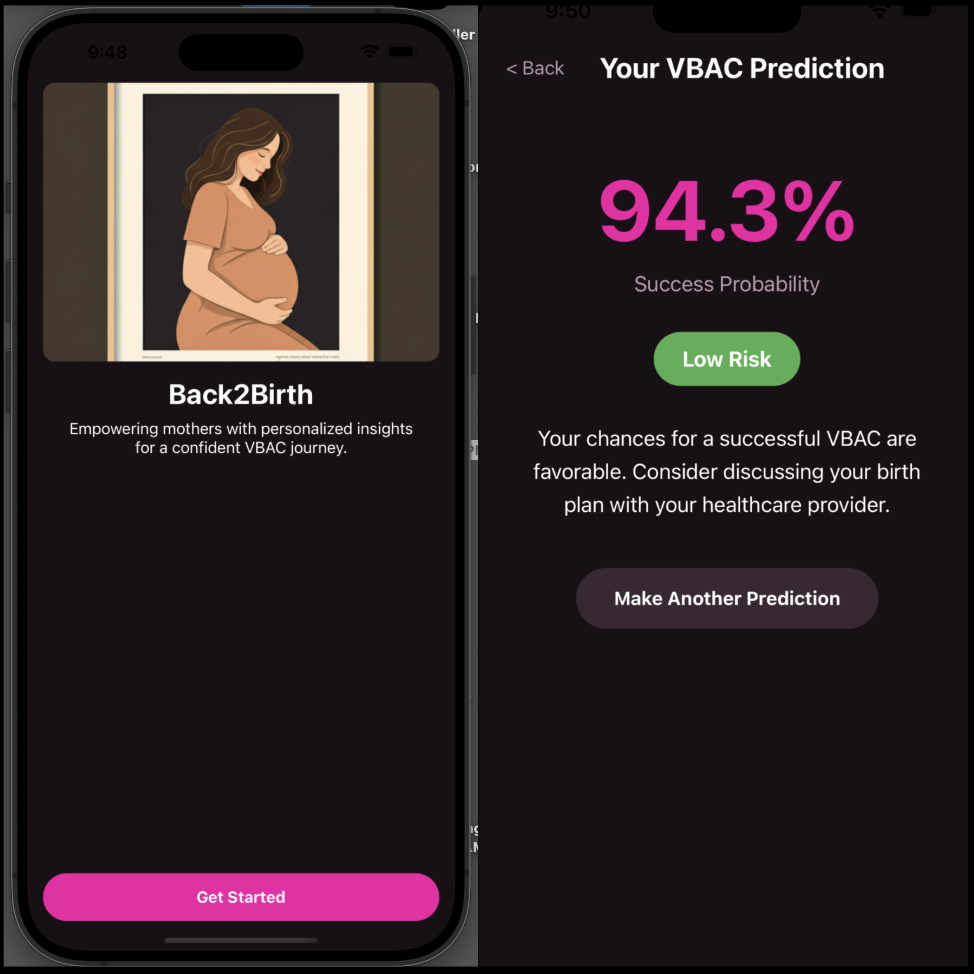 9:48
Back2Birth
Empowering mothers with personalized insights
for a confident VBAC journey.
Get Started
9:50
< Back
Your VBAC Prediction
94.3%
Success Probability
Low Risk
Your chances for a successful VBAC are
favorable. Consider discussing your birth
plan with your healthcare provider.
Make Another Prediction